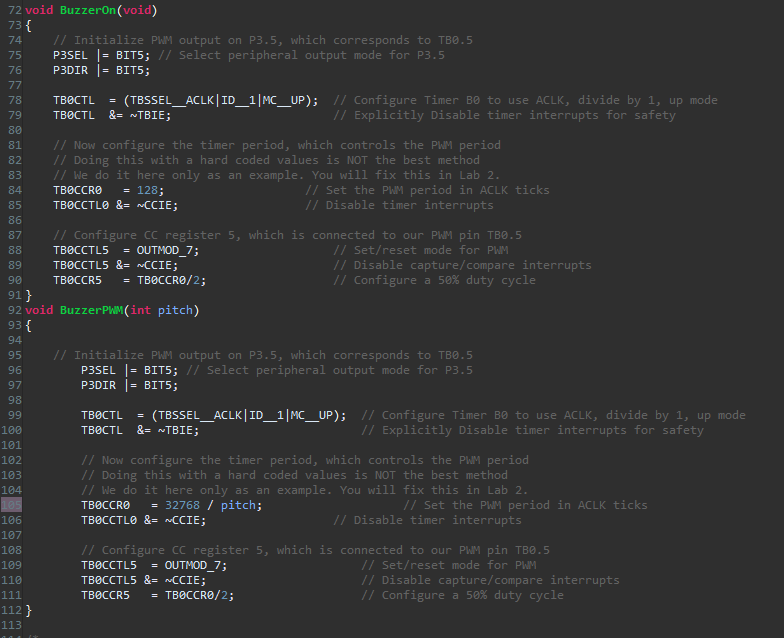 72 void BuzzerOn(void)
73 {
74     // Initialize PWM output on P3.5, which corresponds to TB0.5
75     P3SEL |= BIT5; // Select peripheral output mode for P3.5
76     P3DIR |= BIT5;
77
78     TB0CTL  = (TBSSEL__ACLK|ID__1|MC__UP);  // Configure Timer B0 to use ACLK, divide by 1, up mode
79     TB0CTL  &= ~TBIE;                       // Explicitly Disable timer interrupts for safety
80
81     // Now configure the timer period, which controls the PWM period
82     // Doing this with a hard coded values is NOT the best method
83     // We do it here only as an example. You will fix this in Lab 2.
84     TB0CCR0   = 128;                    // Set the PWM period in ACLK ticks
85     TB0CCTL0 &= ~CCIE;                  // Disable timer interrupts
86
87     // Configure CC register 5, which is connected to our PWM pin TB0.5
88     TB0CCTL5  = OUTMOD_7;                   // Set/reset mode for PWM
89     TB0CCTL5 &= ~CCIE;                      // Disable capture/compare interrupts
90     TB0CCR5   = TB0CCR0/2;                  // Configure a 50% duty cycle
91 }
92 void BuzzerPWM(int pitch)
93 {
94
95     // Initialize PWM output on P3.5, which corresponds to TB0.5
96         P3SEL |= BIT5; // Select peripheral output mode for P3.5
97         P3DIR |= BIT5;
98
99         TB0CTL  = (TBSSEL__ACLK|ID__1|MC__UP);  // Configure Timer B0 to use ACLK, divide by 1, up mode
100         TB0CTL  &= ~TBIE;                       // Explicitly Disable timer interrupts for safety
101
102         // Now configure the timer period, which controls the PWM period
103         // Doing this with a hard coded values is NOT the best method
104         // We do it here only as an example. You will fix this in Lab 2.
105         TB0CCR0   = 32768 / pitch;                    // Set the PWM period in ACLK ticks
106         TB0CCTL0 &= ~CCIE;                  // Disable timer interrupts
107
108         // Configure CC register 5, which is connected to our PWM pin TB0.5
109         TB0CCTL5  = OUTMOD_7;                   // Set/reset mode for PWM
110         TB0CCTL5 &= ~CCIE;                      // Disable capture/compare interrupts
111         TB0CCR5   = TB0CCR0/2;                  // Configure a 50% duty cycle
112 }
113